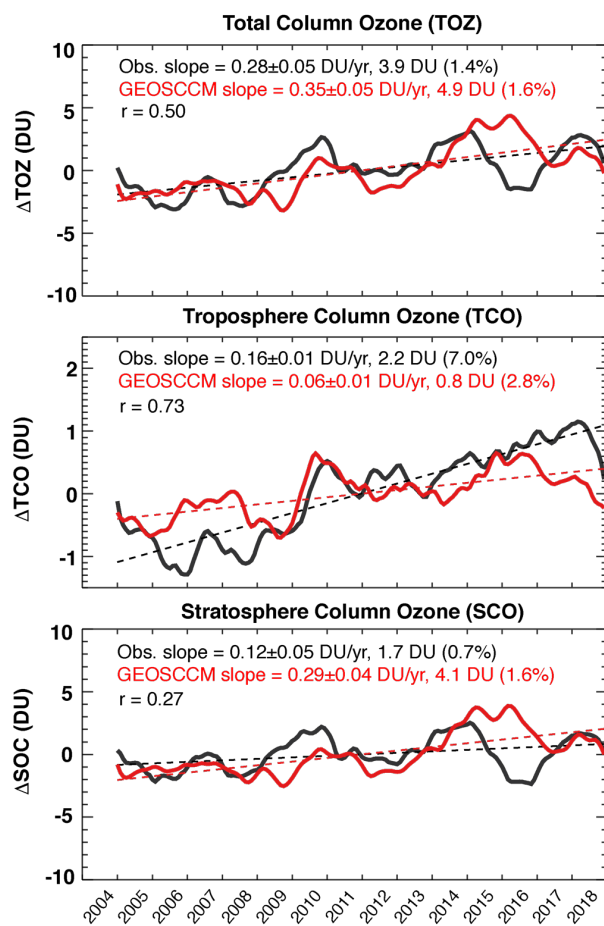 Total Column Ozone (TOZ)
10
Obs. slope = 0.28±0.05 DU/yr, 3.9 DU (1.4%)
GEOSCCM slope = 0.35±0.05 DU/yr, 4.9 DU (1.6%)
r = 0.50
5
ΔTOZ (DU)
0
-5
-10
Troposphere Column Ozone (TCO)
Obs. slope = 0.16±0.01 DU/yr, 2.2 DU (7.0%)
2
GEOSCCM slope = 0.06±0.01 DU/yr, 0.8 DU (2.8%)
r = 0.73
1
ΔTCO (DU)
0
-1
Stratosphere Column Ozone (SCO)
10
Obs. slope = 0.12±0.05 DU/yr, 1.7 DU (0.7%)
GEOSCCM slope = 0.29±0.04 DU/yr, 4.1 DU (1.6%)
r = 0.27
5
ΔSOC (DU)
0
-5
-10
2004 2005 2006 2007 2008 2009 2010 2011 2012 2013 2014 2015 2016 2017 2018